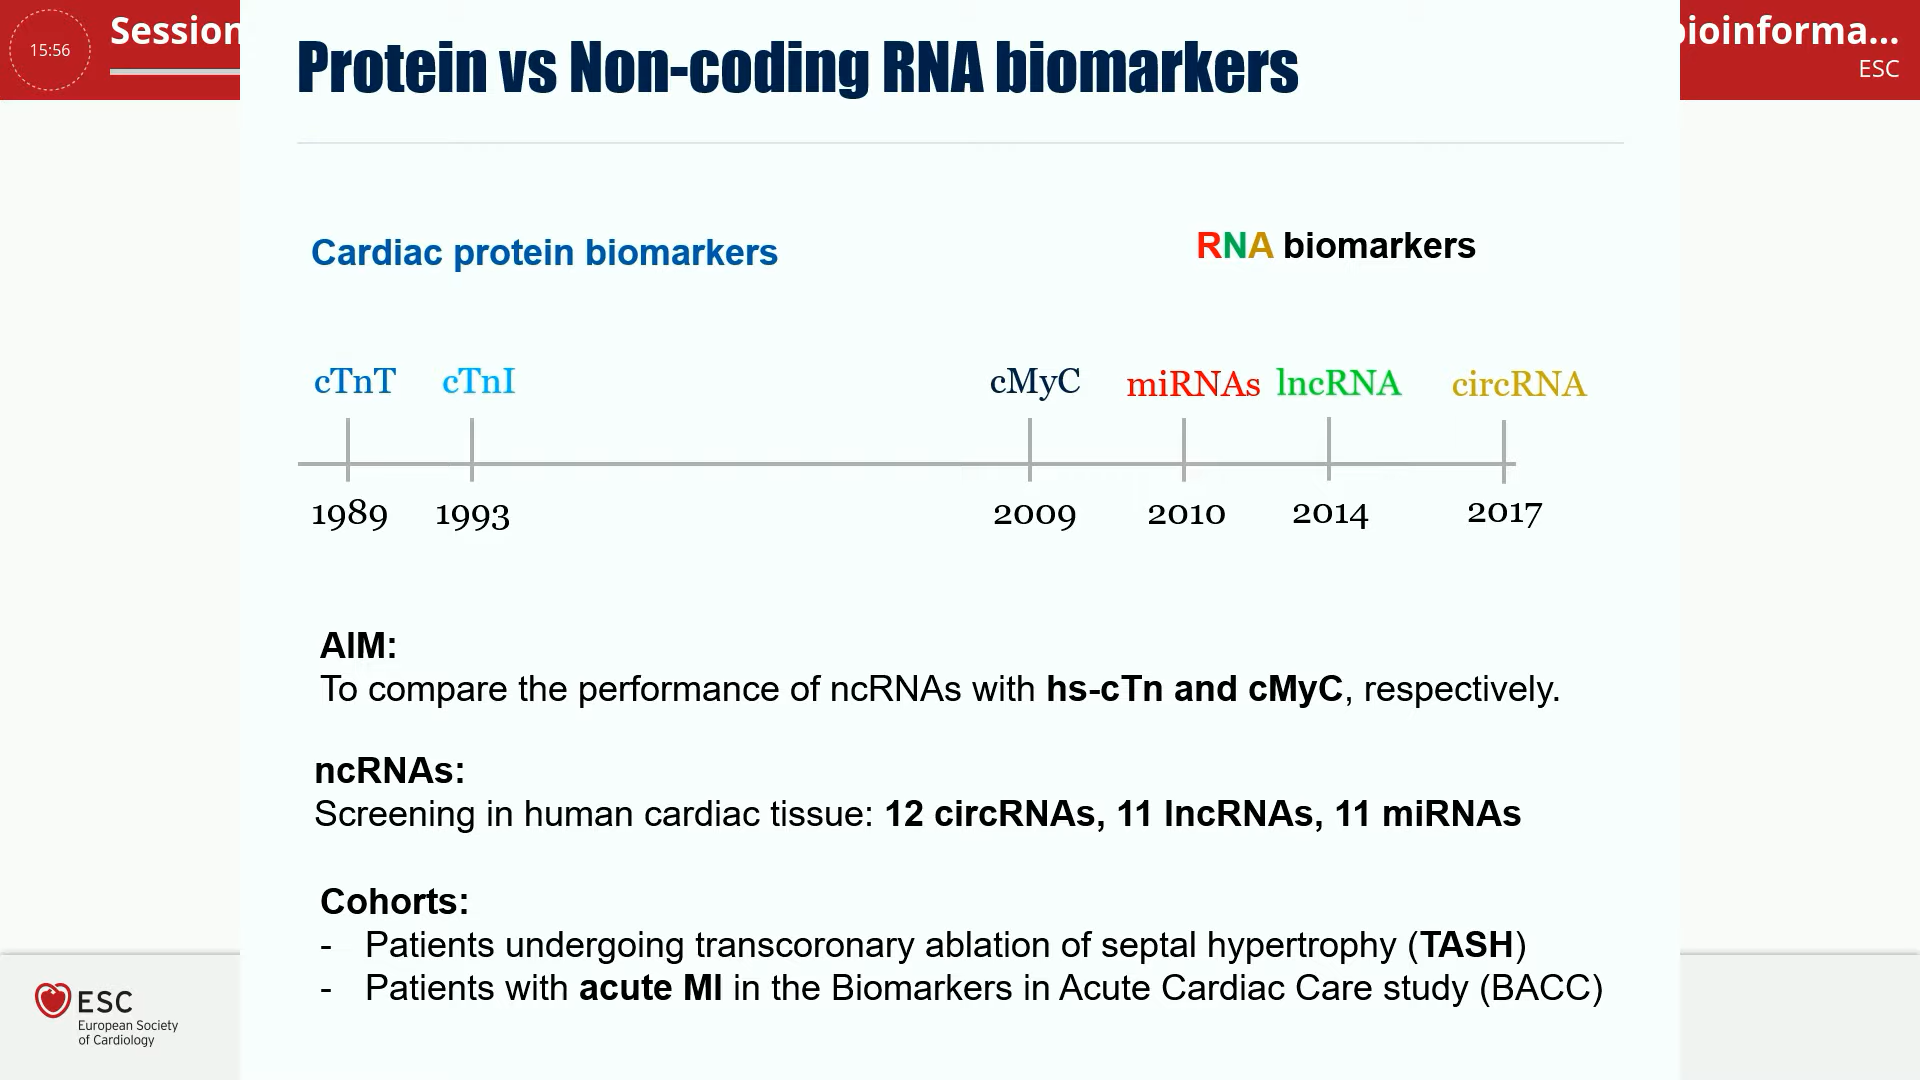 15:56
Session
bioinforma...
ESC
Protein vs Non-coding RNA biomarkers
Cardiac protein biomarkers
RNA biomarkers
cTnT cTnI cMyC miRNAs lncRNA circRNA
1989 1993 2009 2010 2014 2017
AIM:
To compare the performance of ncRNAs with hs-cTn and cMyC, respectively.
ncRNAs:
Screening in human cardiac tissue: 12 circRNAs, 11 lncRNAs, 11 miRNAs
Cohorts:
- Patients undergoing transcoronary ablation of septal hypertrophy (TASH)
- Patients with acute MI in the Biomarkers in Acute Cardiac Care study (BACC)
ESC
European Society
of Cardiology